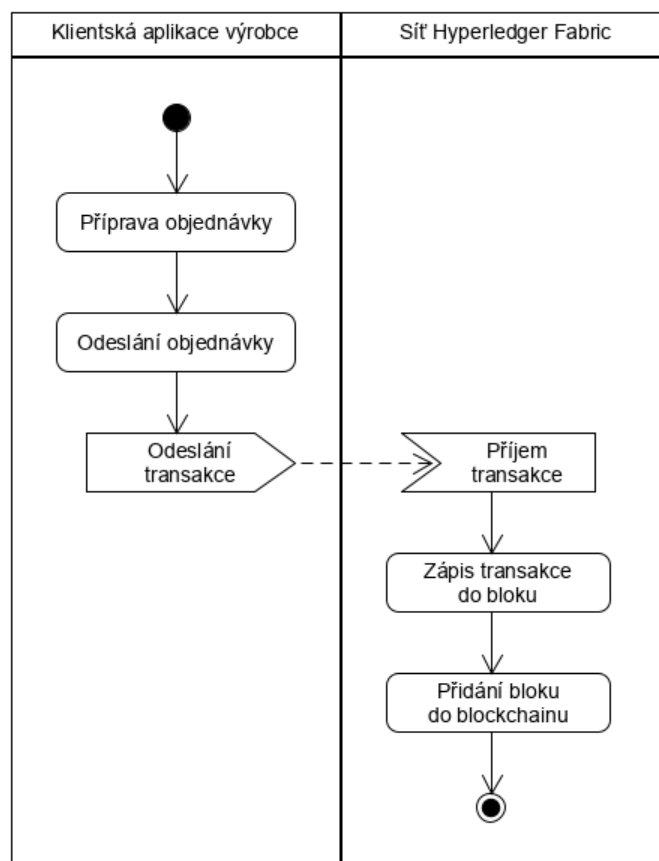 Klientská aplikace výrobce
Síť Hyperledger Fabric
Příprava objednávky
Odeslání objednávky
Odeslání
transakce
Příjem
transakce
Zápis transakce
do bloku
Přidání bloku
do blockchainu